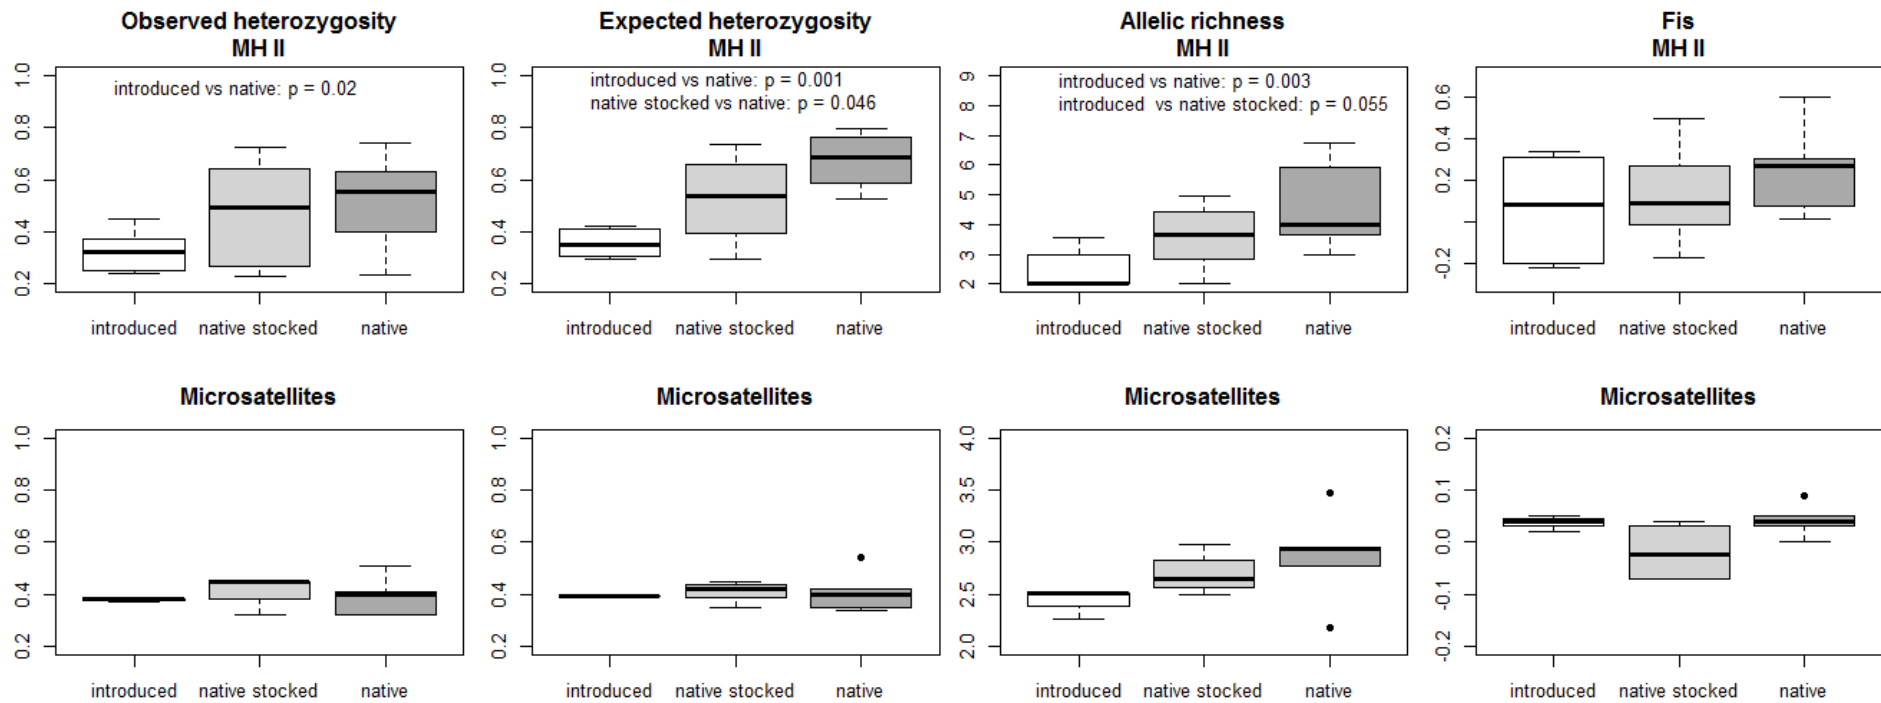 Observed heterozygosity
MH II
introduced vs native: p = 0.02
1.0
0.8
0.6
0.4
0.2
introduced native stocked native
Expected heterozygosity
MH II
introduced vs native: p = 0.001
native stocked vs native: p = 0.046
1.0
0.8
0.6
0.4
0.2
introduced native stocked native
Allelic richness
MH II
introduced vs native: p = 0.003
introduced vs native stocked: p = 0.055
9
8
7
6
5
4
3
2
introduced native stocked native
Fis
MH II
0.6
0.4
0.2
-0.2
introduced native stocked native
Microsatellites
1.0
0.8
0.6
0.4
0.2
introduced native stocked native
Microsatellites
1.0
0.8
0.6
0.4
0.2
introduced native stocked native
Microsatellites
4.0
3.5
3.0
2.5
2.0
introduced native stocked native
Microsatellites
0.2
0.1
0.0
-0.1
-0.2
introduced native stocked native